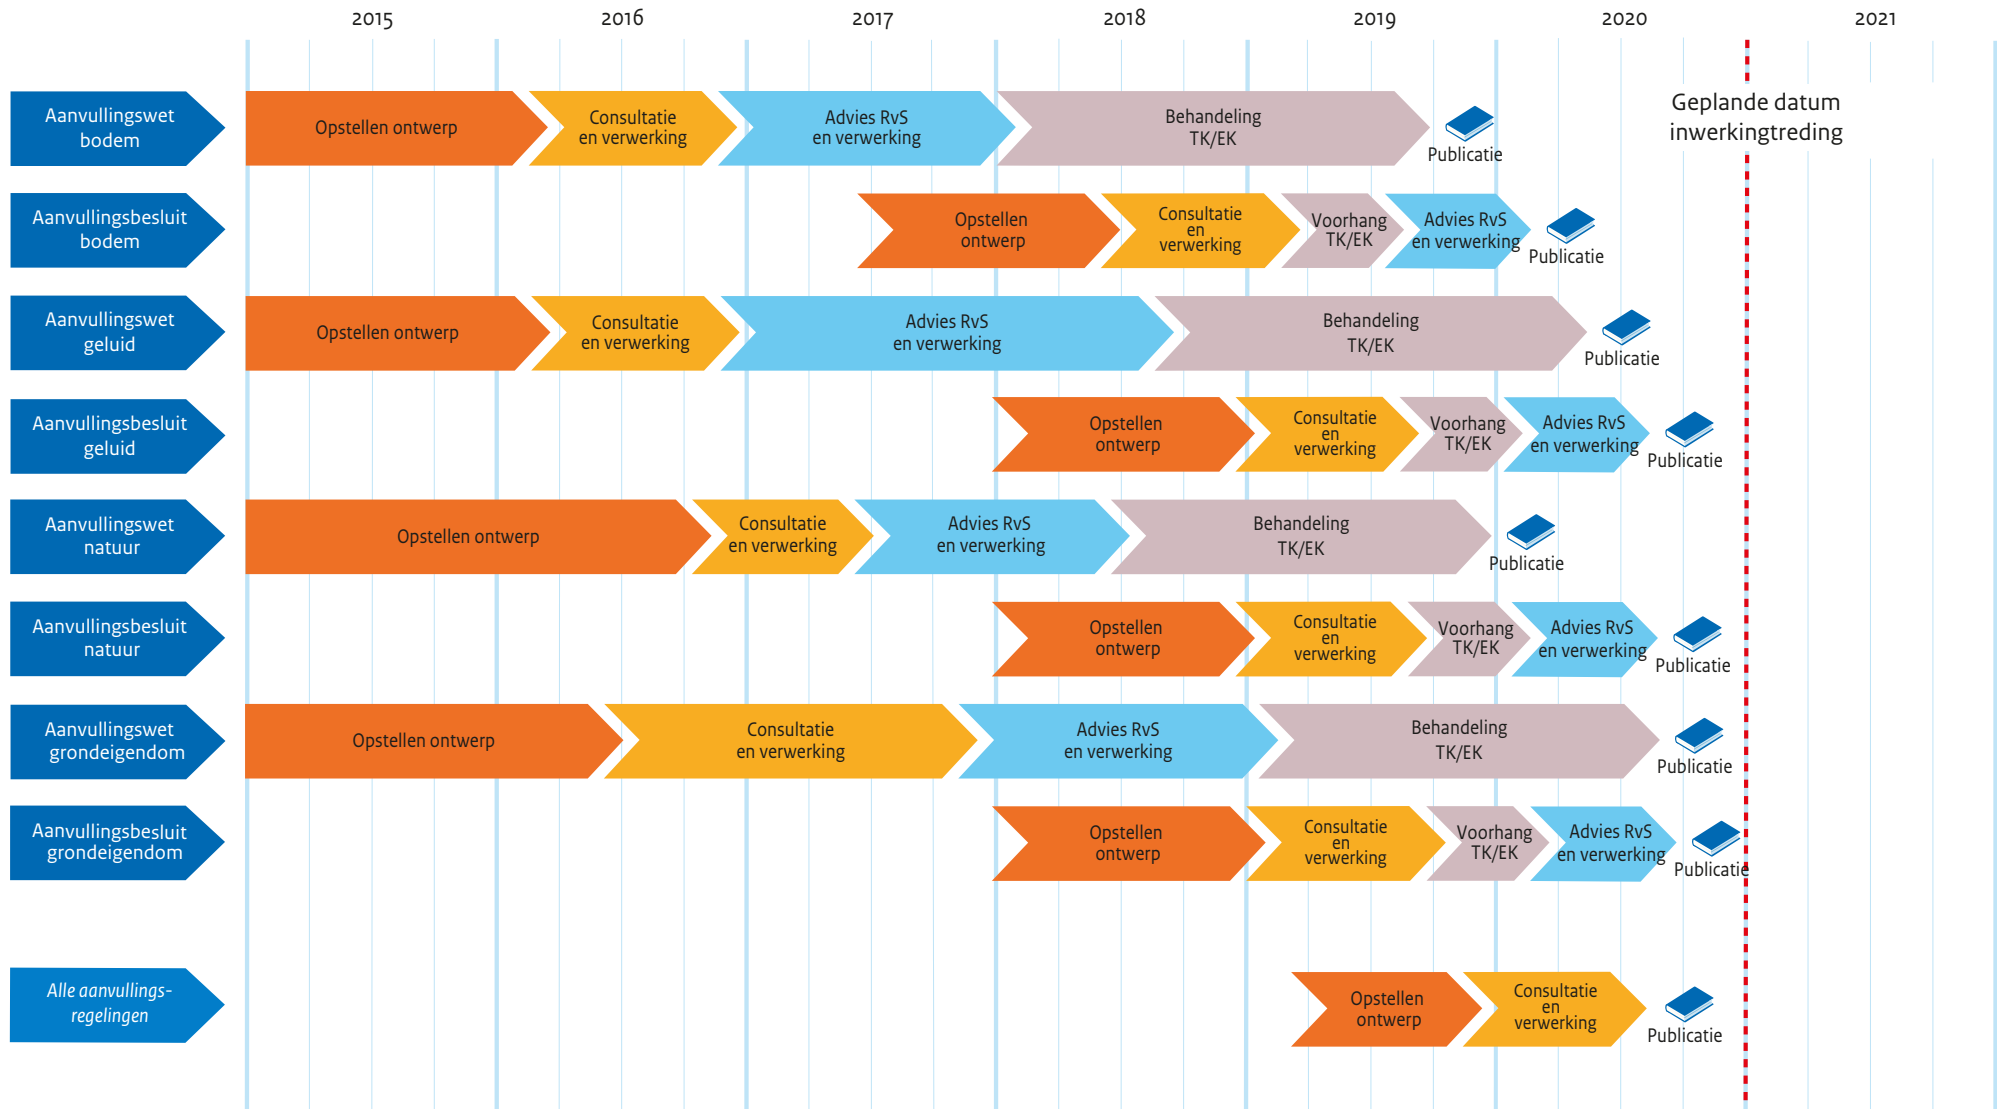 2015 2016 2017 2018 2019 2020 2021
Geplande datum
inwerkingtreding
Aanvullingswet
bodem
Opstellen ontwerp
Consultatie
en verwerking
Advies RvS
en verwerking
Behandeling
TK/EK
Publicatie
Aanvullingsbesluit
bodem
Opstellen
ontwerp
Consultatie
en
verwerking
Voorhang
TK/EK
Advies RvS
en verwerking
Publicatie
Aanvullingswet
geluid
Opstellen ontwerp
Consultatie
en verwerking
Advies RvS
en verwerking
Behandeling
TK/EK
Publicatie
Aanvullingsbesluit
geluid
Opstellen
ontwerp
Consultatie
en
verwerking
Voorhang
TK/EK
Advies RvS
en verwerking
Publicatie
Aanvullingswet
natuur
Opstellen ontwerp
Consultatie
en verwerking
Advies RvS
en verwerking
Behandeling
TK/EK
Publicatie
Aanvullingsbesluit
natuur
Opstellen
ontwerp
Consultatie
en
verwerking
Voorhang
TK/EK
Advies RvS
en verwerking
Publicatie
Aanvullingswet
grondeigendom
Opstellen ontwerp
Consultatie
en verwerking
Advies RvS
en verwerking
Behandeling
TK/EK
Publicatie
Aanvullingsbesluit
grondeigendom
Opstellen
ontwerp
Consultatie
en
verwerking
Voorhang
TK/EK
Advies RvS
en verwerking
Publicatie
Alle aanvullings-
regelingen
Opstellen
ontwerp
Consultatie
en
verwerking
Publicatie